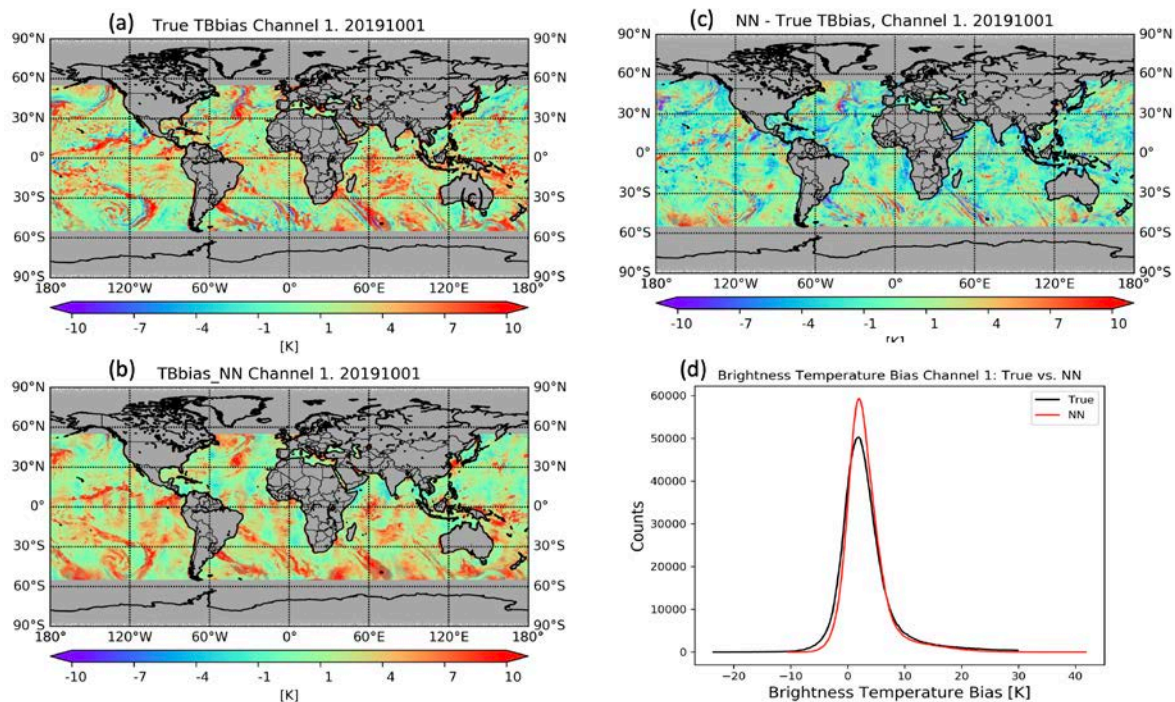 (a)
True TBbias Channel 1. 20191001
90°N 90°N
60°N 60°N
30°N 30°N
0° 0°
30°S 30°S
60°S 60°S
90°S 90°S
180° 120°W 60°W 0° 60°E 120°E 180°
-10 -7 -4 -1 1 4 7 10
[K]
(b)
TBbias_NN Channel 1. 20191001
90°N 90°N
60°N 60°N
30°N 30°N
0° 0°
30°S 30°S
60°S 60°S
90°S 90°S
180° 120°W 60°W 0° 60°E 120°E 180°
-10 -7 -4 -1 1 4 7 10
[K]
(c)
NN - True TBbias, Channel 1. 20191001
90°N 90°N
60°N 60°N
30°N 30°N
0° 0°
30°S 30°S
60°S 60°S
90°S 90°S
180° 120°W 60°W 0° 60°E 120°E 180°
-10 -7 -4 -1 1 4 7 10
[K]
(d)
Brightness Temperature Bias Channel 1: True vs. NN
True
NN
60000
50000
40000
30000
20000
10000
0
Counts
−20 −10 0 10 20 30 40
Brightness Temperature Bias [K]